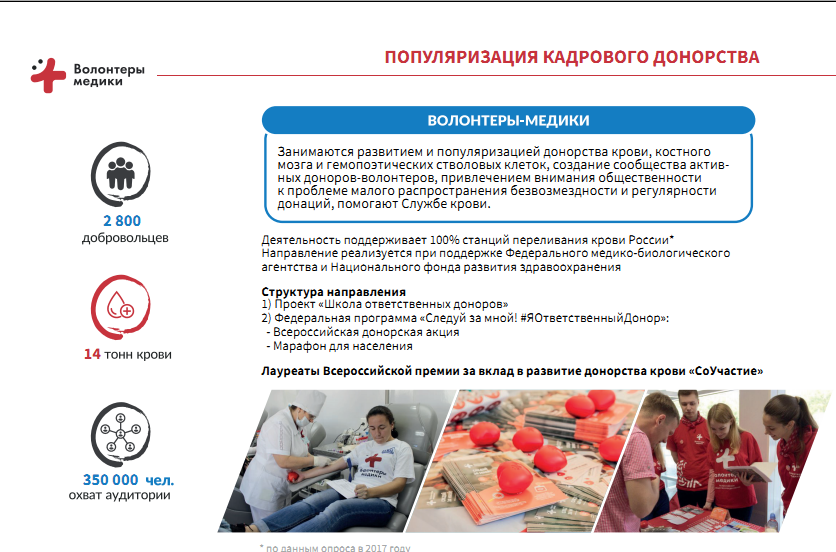 ПОПУЛЯРИЗАЦИЯ КАДРОВОГО ДОНОРСТВА
Волонтеры
медики
ВОЛОНТЕРЫ-МЕДИКИ
Занимаются развитием и популяризацией донорства крови, костного
мозга и гемопоэтических стволовых клеток, создание сообщества актив-
ных доноров-волонтеров, привлечением внимания общественности
к проблеме малого распространения безвозмездности и регулярности
донаций, помогают Службе крови.
2 800
добровольцев
14 тонн крови
350 000 чел.
охват аудитории
Деятельность поддерживает 100% станций переливания крови России*
Направление реализуется при поддержке Федерального медико-биологического
агентства и Национального фонда развития здравоохранения
Структура направления
1) Проект «Школа ответственных доноров»
2) Федеральная программа «Следуй за мной! #ЯОтветственныйДонор»:
- Всероссийская донорская акция
- Марафон для населения
Лауреаты Всероссийской премии за вклад в развитие донорства крови «СоУчастие»
Волонтеры
медики
Волонтеры
медики
* по данным опроса в 2017 году